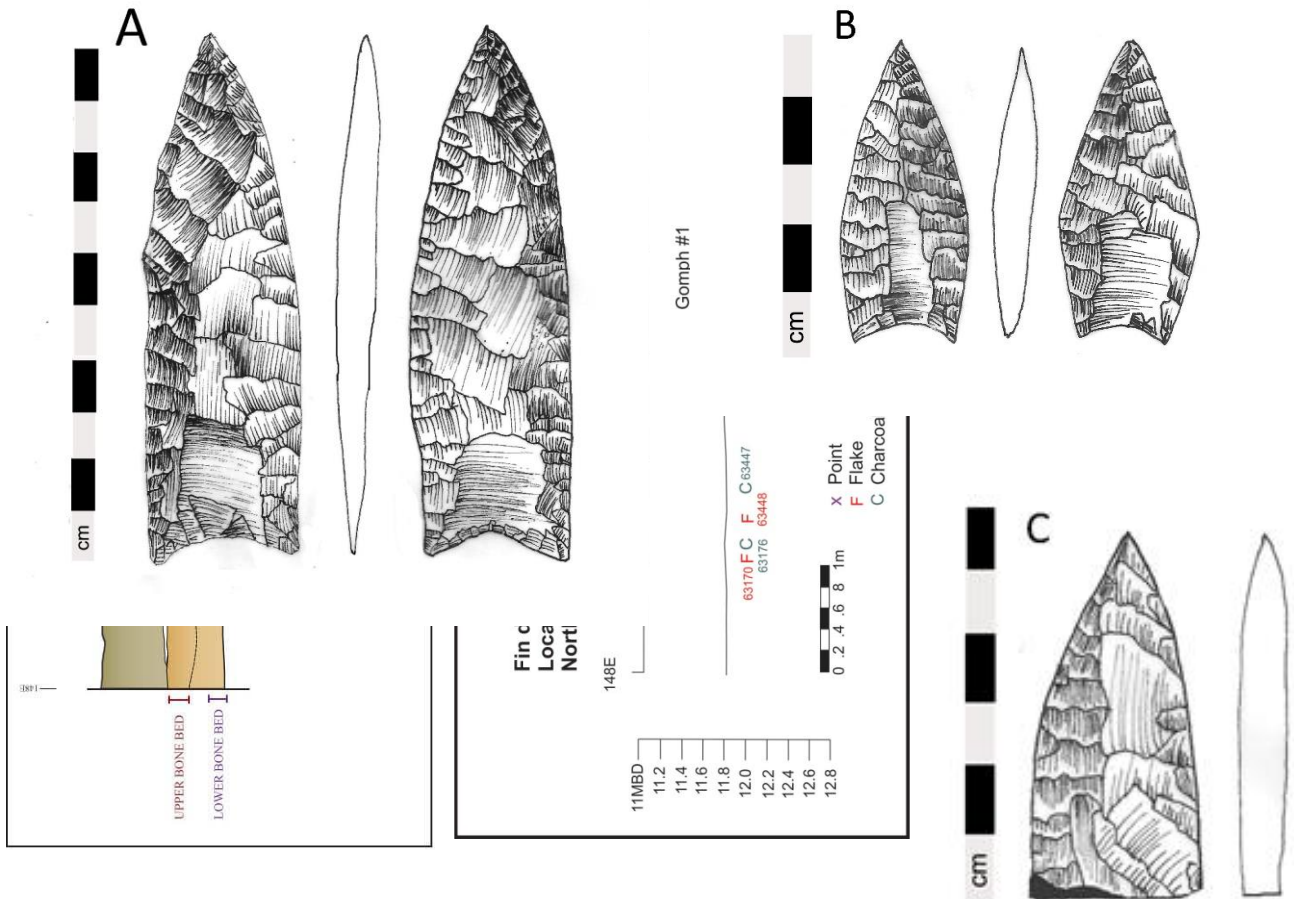 A
B
cm
cm
Gomph #1
63170 F C
63176
F
63448
C 63447
X Point
F Flake
C Charcoa
0 .2 .4 .6 8 1m
Fin
Loca
Nort
148E
148E
UPPER BONE BED
LOWER BONE BED
11MBD
11.2
11.4
11.6
11.8
12.0
12.2
12.4
12.6
12.8
C
cm